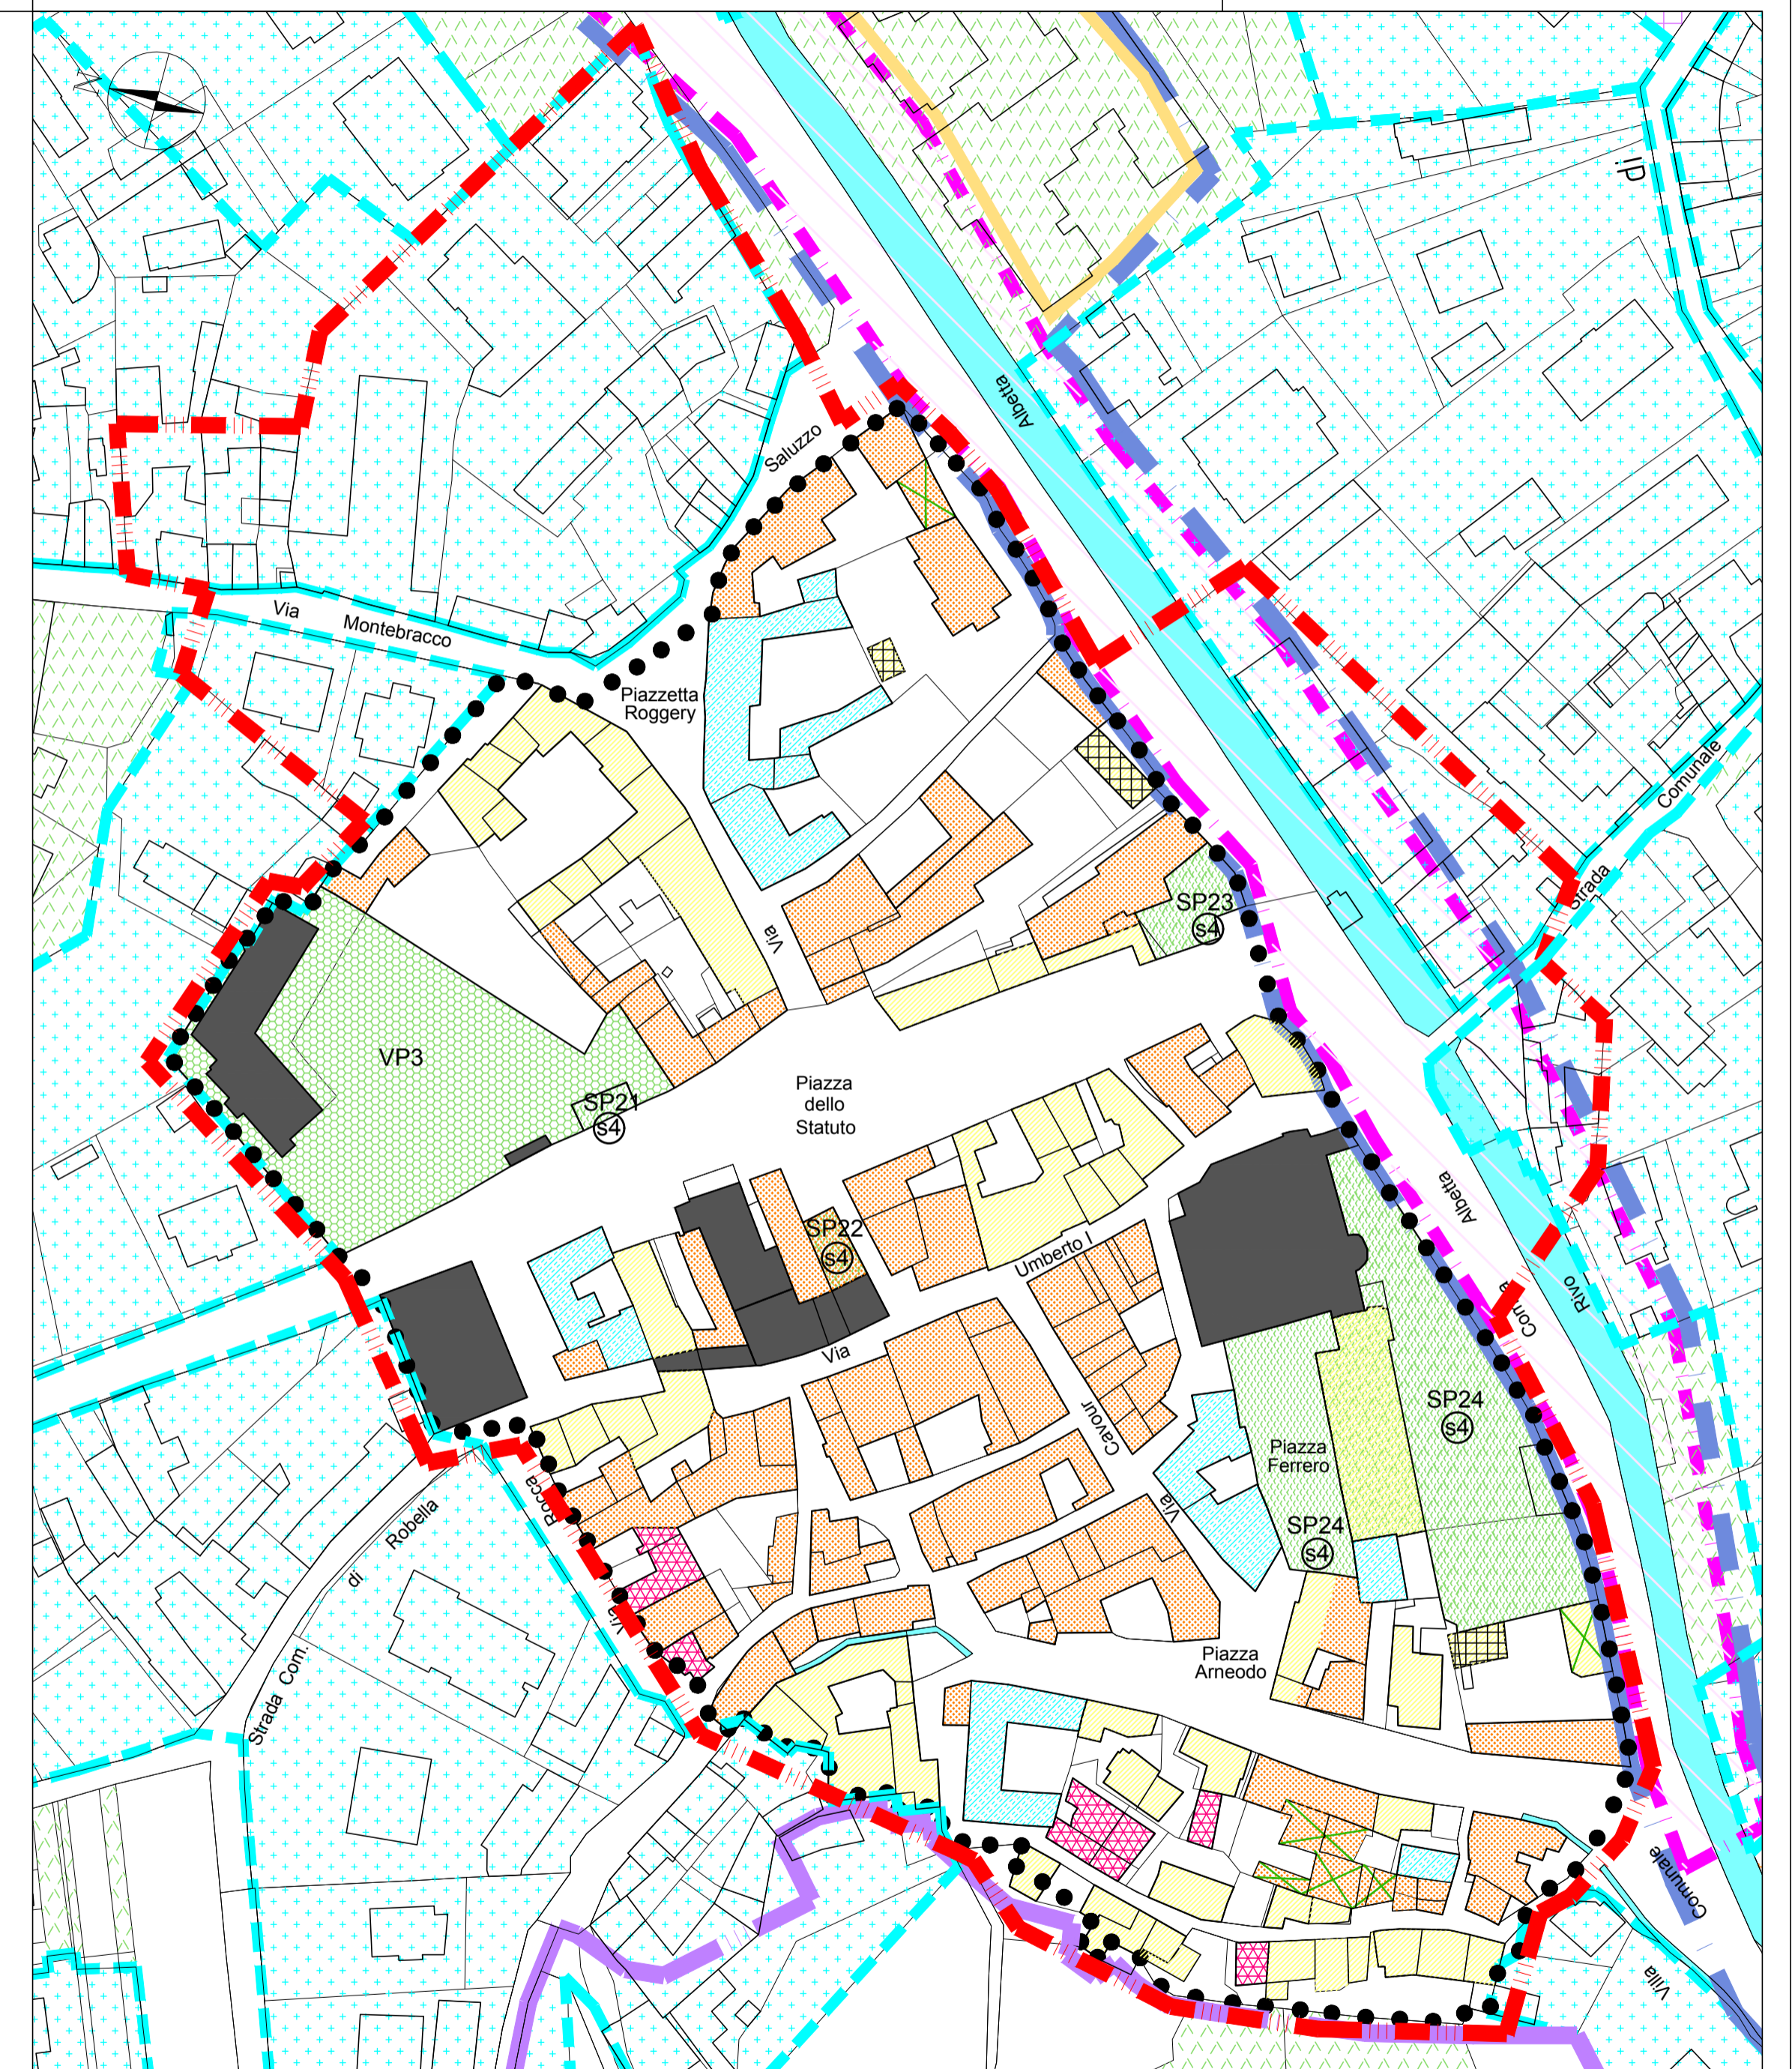 di
Albetta
Saluzzo
Via
Montebracco
Piazzetta
Roggery
Comunale
Strada
SP23
s4
Via
VP3
SP21
s4
Piazza
dello
Statuto
Albetta
SP22
s4
Umberto I
Rivo
Via
SP24
s4
Cavour
Piazza
Ferrero
Rocca
Robella
di
Via
SP24
s4
Via
Strada Com.
Piazza
Arneodo
Comunale
Villa